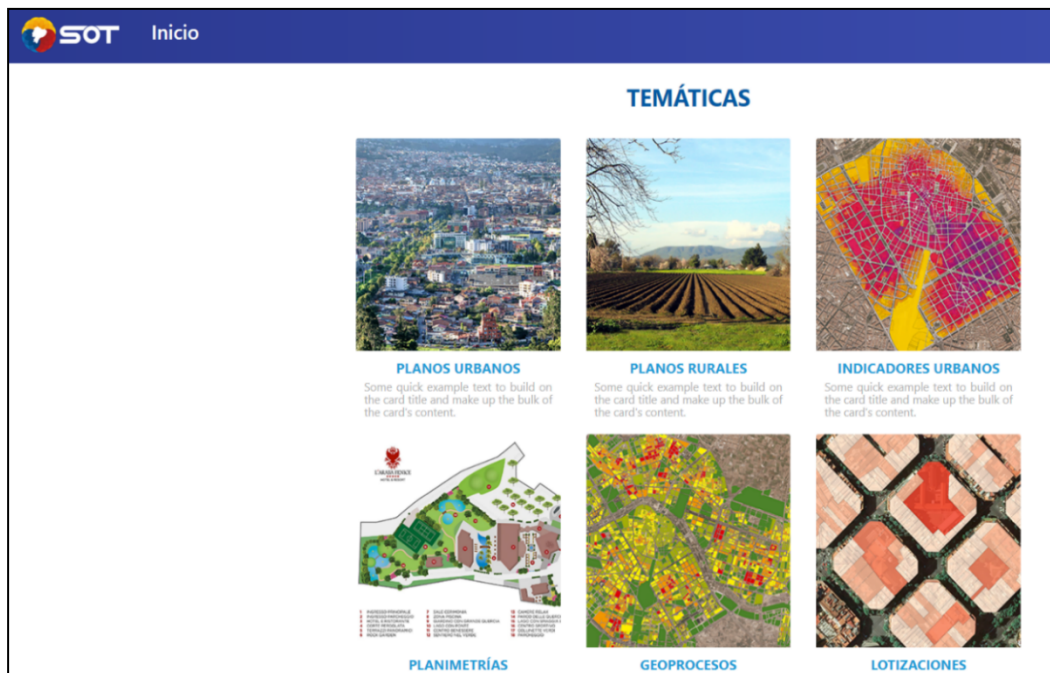 SOT Inicio
TEMÁTICAS
PLANOS URBANOS
Some quick example text to build on
the card title and make up the bulk of
the card's content.
PLANOS RURALES
Some quick example text to build on
the card title and make up the bulk of
the card's content.
INDICADORES URBANOS
Some quick example text to build on
the card title and make up the bulk of
the card's content.
PLANIMETRÍAS
GEOPROCESOS
LOTIZACIONES